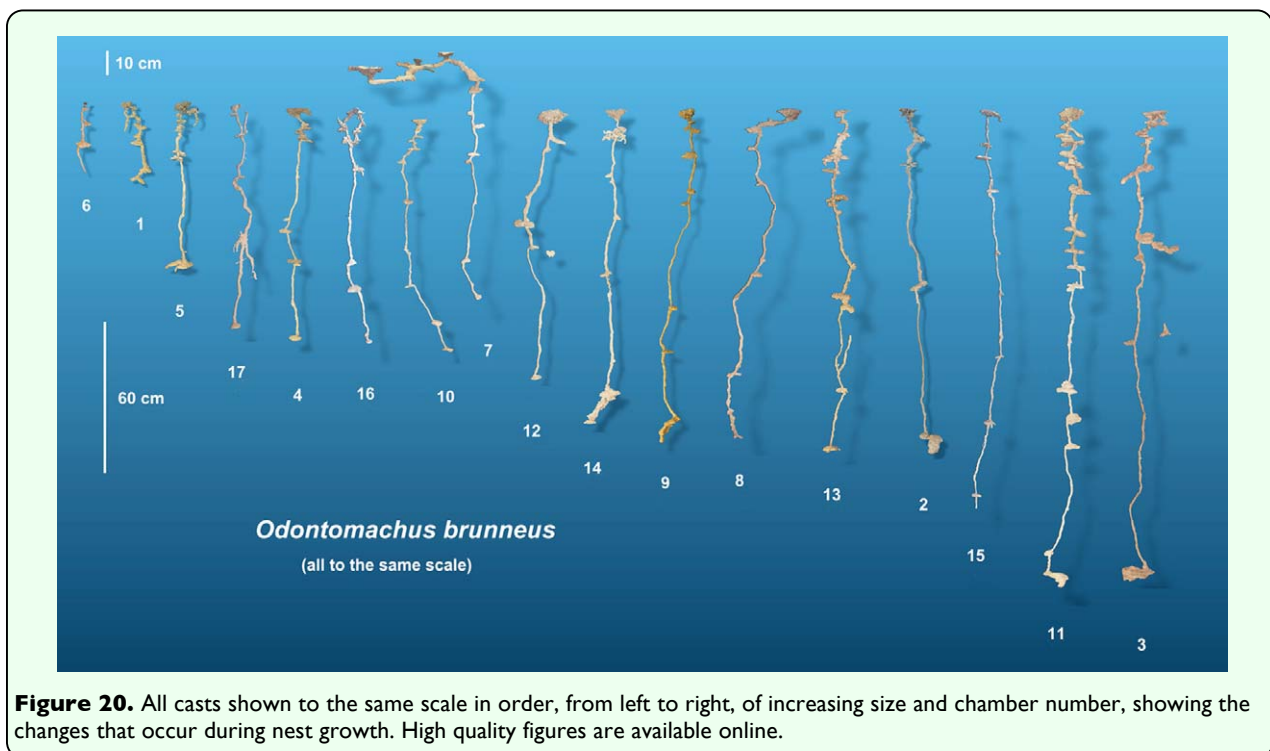 10 cm
6
1
5
17
4
16
10
7
12
14
9
8
13
2
15
11
3
60 cm
Odontomachus brunneus
(all to the same scale)
Figure 20. All casts shown to the same scale in order, from left to right, of increasing size and chamber number, showing the
changes that occur during nest growth. High quality figures are available online.